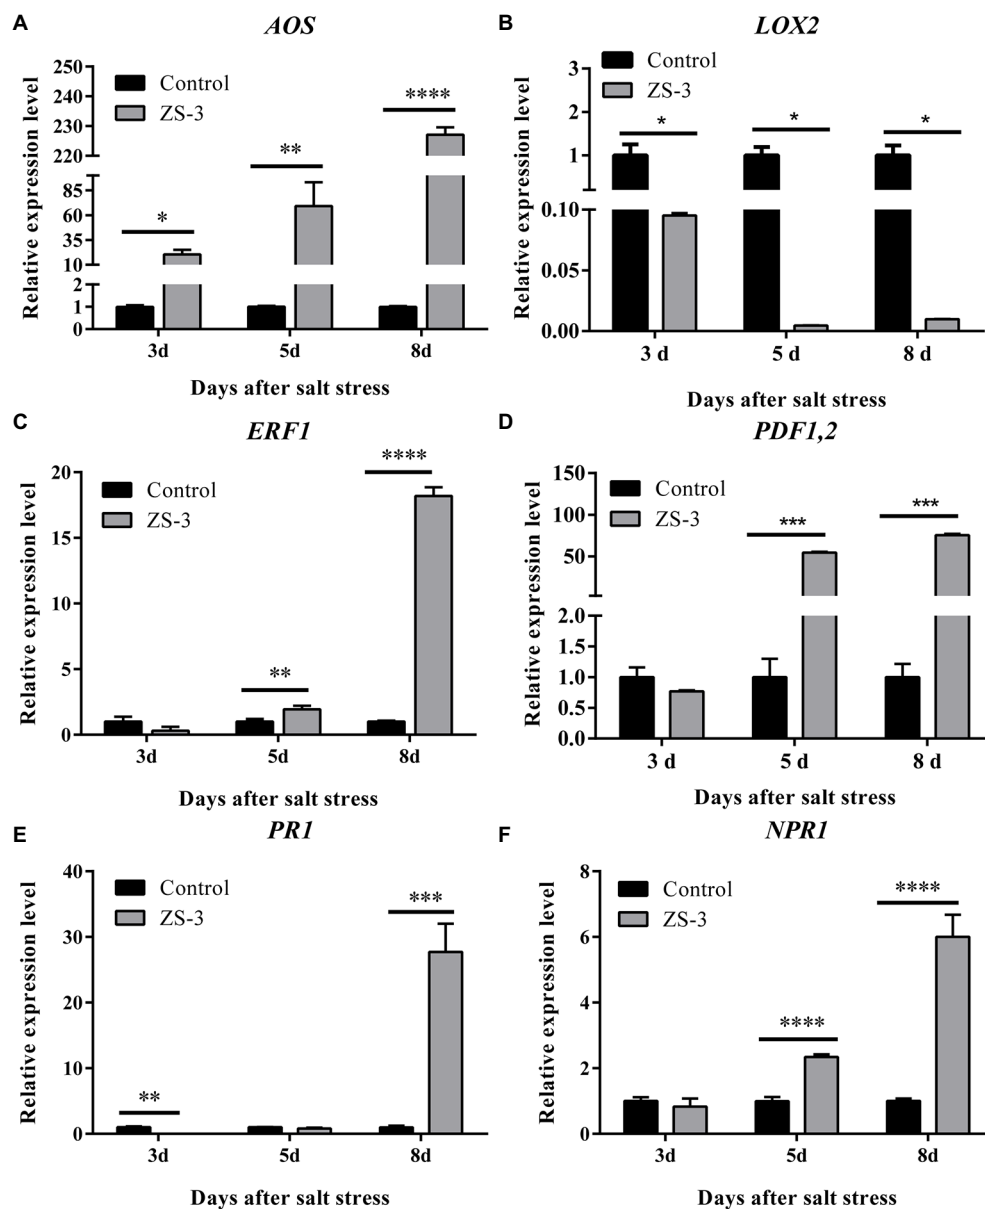 A
AOS
Relative expression level
250
240
230
220
85
60
35
10
2
1
0
Control
ZS-3
*
**
****
3d
5d
8d
Days after salt stress
B
LOX2
Relative expression level
3
2
1
0.10
0.05
0.00
Control
ZS-3
*
*
*
3 d
5 d
8 d
Days after salt stress
C
ERF1
Relative expression level
20
15
10
5
0
Control
ZS-3
**
****
3d
5d
8d
Days after salt stress
D
PDF1,2
Relative expression level
150
100
50
2.0
1.5
1.0
0.5
0.0
Control
ZS-3
***
***
3 d
5 d
8 d
Days after salt stress
E
PR1
Relative expression level
40
30
20
10
0
Control
ZS-3
**
***
3d
5d
8d
Days after salt stress
F
NPR1
Relative expression level
8
6
4
2
0
Control
ZS-3
****
****
3d
5d
8d
Days after salt stress